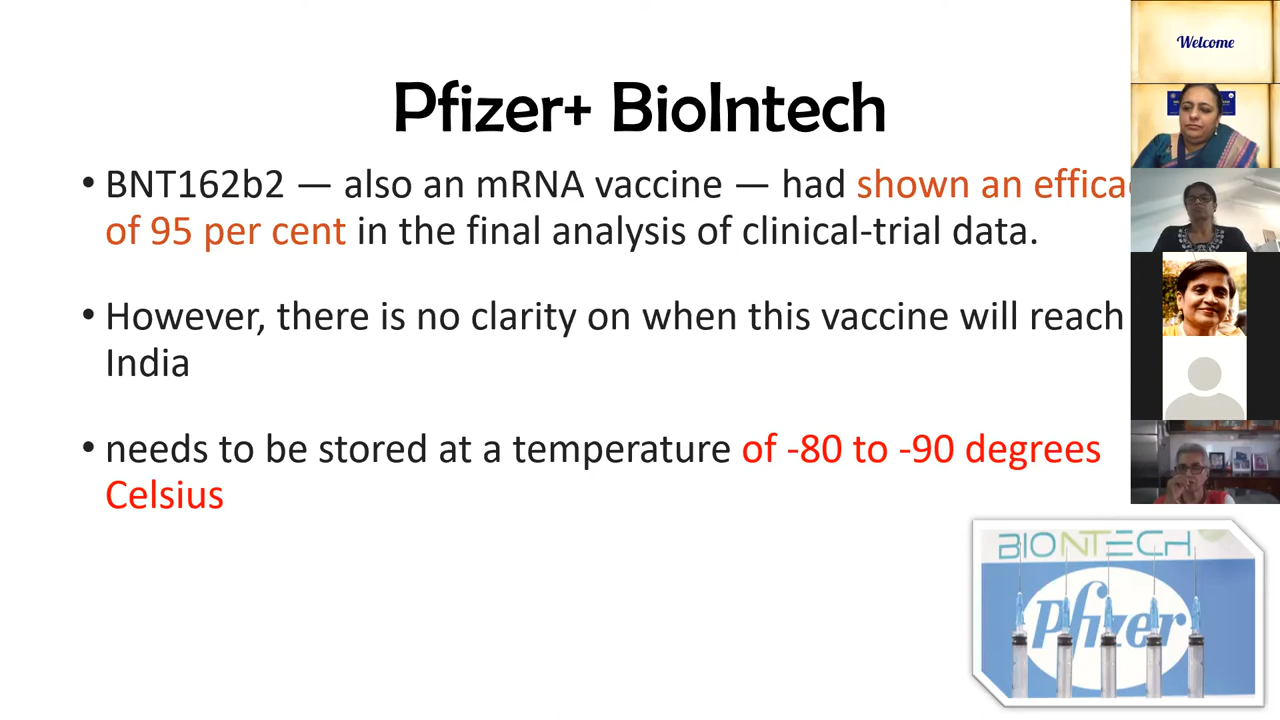 Pfizer+ BioIntech
• BNT162b2 — also an mRNA vaccine — had shown an effica
of 95 per cent in the final analysis of clinical-trial data.
• However, there is no clarity on when this vaccine will reach
India
• needs to be stored at a temperature of -80 to -90 degrees
Celsius
Welcome
BIONTECH
Pfizer